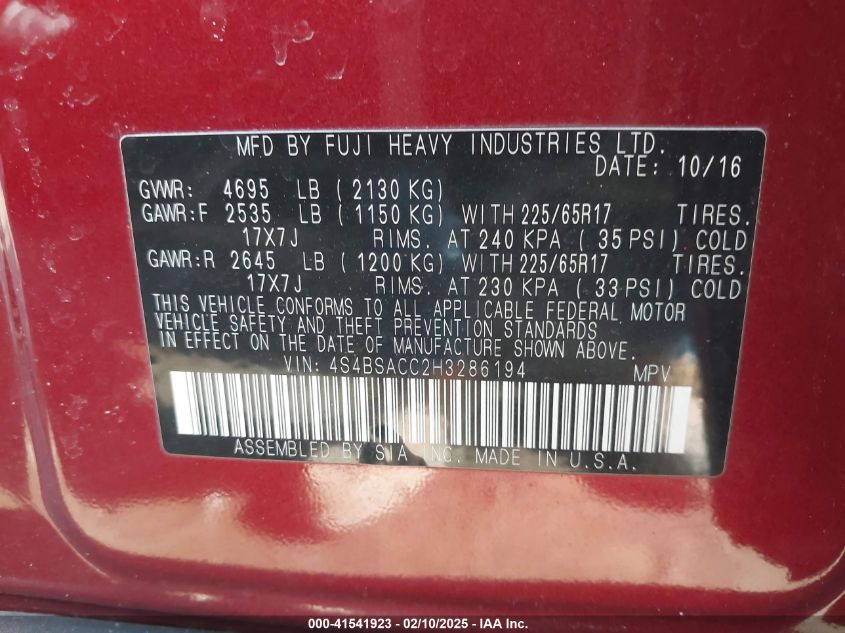 MFD BY FUJI HEAVY INDUSTRIES LTD.
DATE: 10/16
GVWR: 4695 LB ( 2130 KG)
GAWR:F 2535 LB ( 1150 KG) WITH 225/65R17 TIRES.
17X7J RIMS. AT 240 KPA ( 35 PSI) COLD
GAWR:R 2645 LB ( 1200 KG) WITH 225/65R17 TIRES.
17X7J RIMS. AT 230 KPA ( 33 PSI) COLD
THIS VEHICLE CONFORMS TO ALL APPLICABLE FEDERAL MOTOR
VEHICLE SAFETY AND THEFT PREVENTION STANDARDS
IN EFFECT ON THE DATE OF MANUFACTURE SHOWN ABOVE.
VIN: 4S4BSACC2H3286194 MPV
ASSEMBLED BY SIA INC. MADE IN U.S.A.
000-41541923 - 02/10/2025 - IAA Inc.